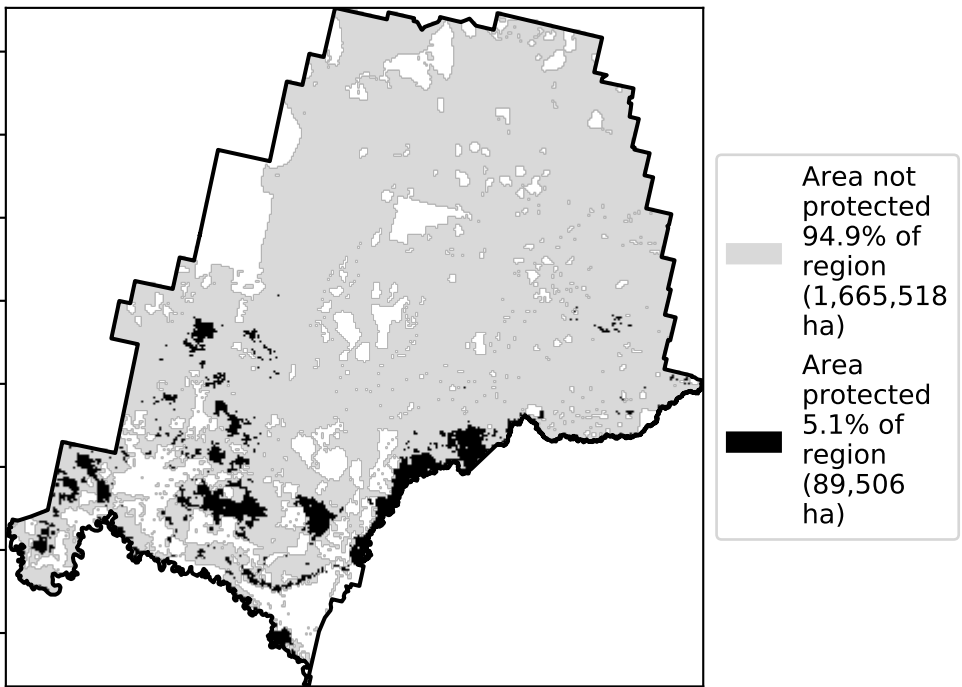 Area not
protected
94.9% of
region
(1,665,518
ha)
Area
protected
5.1% of
region
(89,506
ha)